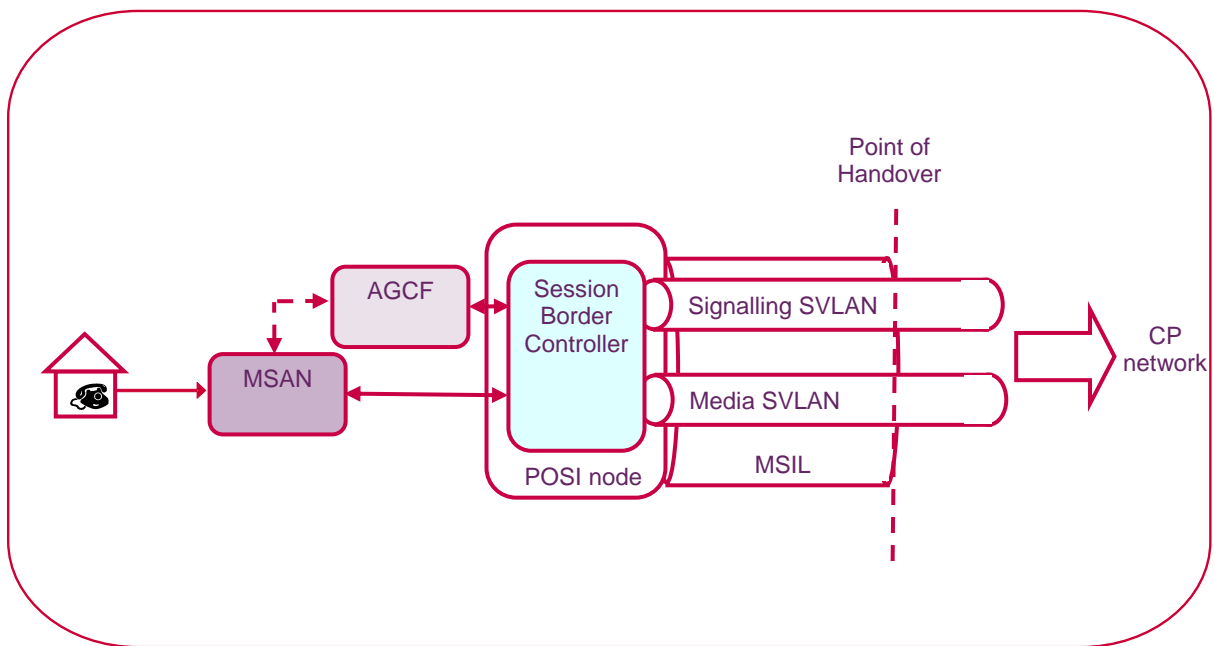 Point of
Handover
AGCF
Session
Border
Controller
Signalling SVLAN
CP
network
MSAN
Media SVLAN
POSI node
MSIL